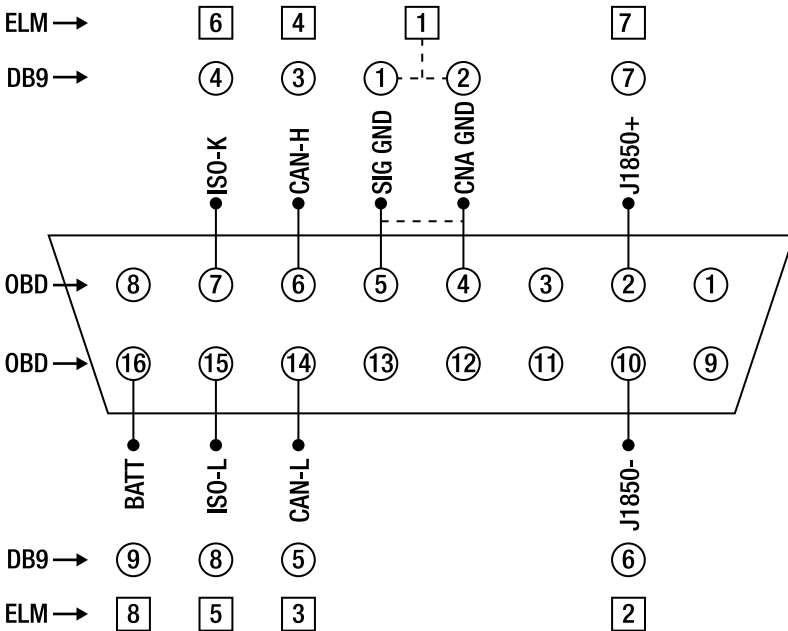 ELM 6 4 1 7
DB9 4 3 1 2 7
ISO-K CAN-H SIG GND CNA GND J1850+
OBD 8 7 6 5 4 3 2 1
OBD 16 15 14 13 12 11 10 9
BATT ISO-L CAN-L J1850-
DB9 9 8 5 6
ELM 8 5 3 2